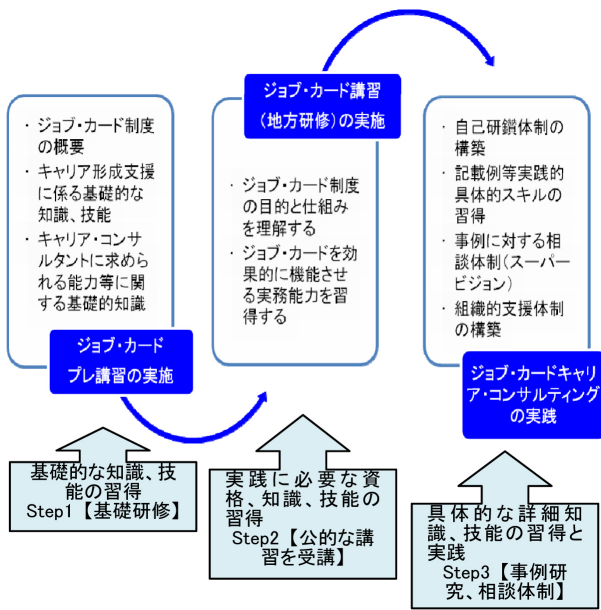 ・ジョブ・カード制度
の概要
・キャリア形成支援
に係る基礎的な
知識、技能
・キャリア・コンサ
ルタントに求めら
れる能力等に関
する基礎的知識
ジョブ・カード
プレ講習の実施
ジョブ・カード講習
(地方研修)の実施
・ジョブ・カード制度
の目的と仕組み
を理解する
・ジョブ・カードを効
果的に機能させ
る実務能力を習
得する
・自己研鑽体制の
構築
・記載例等実践的
具体的スキルの
習得
・事例に対する相
談体制(スーパー
ビジョン)
・組織的支援体制
の構築
ジョブ・カードキャリ
ア・コンサルティング
の実践
基礎的な知識、技
能の習得
Step1【基礎研修】
実践に必要な資
格、知識、技能の
習得
Step2【公的な講
習を受講】
具体的な詳細知
識、技能の習得と
実践
Step3【事例研
究、相談体制】